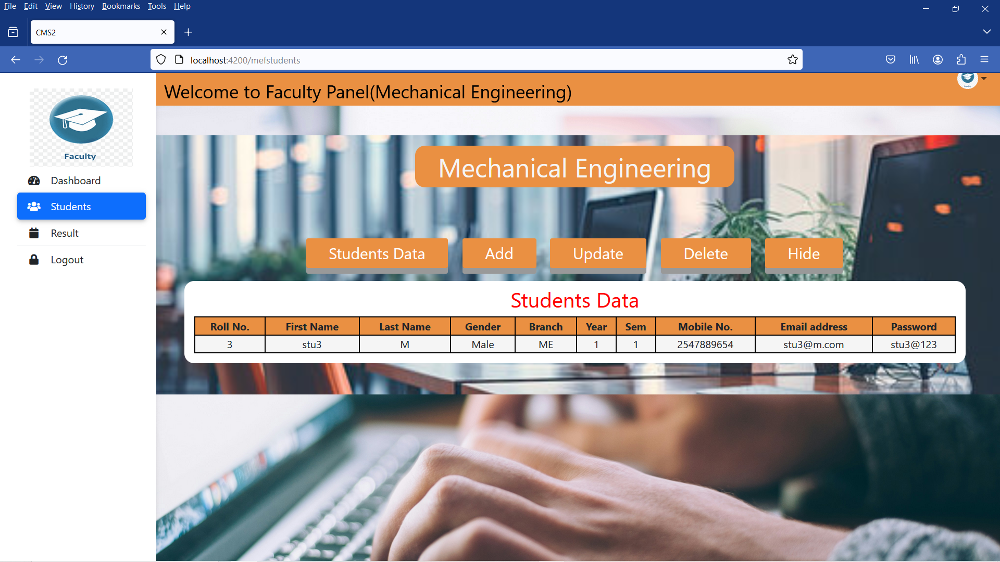 File Edit View History Bookmarks Tools Help
CMS2
localhost:4200/mefstudents
Welcome to Faculty Panel(Mechanical Engineering)
Faculty
Dashboard
Students
Result
Logout
Mechanical Engineering
Students Data Add Update Delete Hide
Students Data
Roll No. First Name Last Name Gender Branch Year Sem Mobile No. Email address Password
3 stu3 M Male ME 1 1 2547889654 stu3@m.com stu3@123